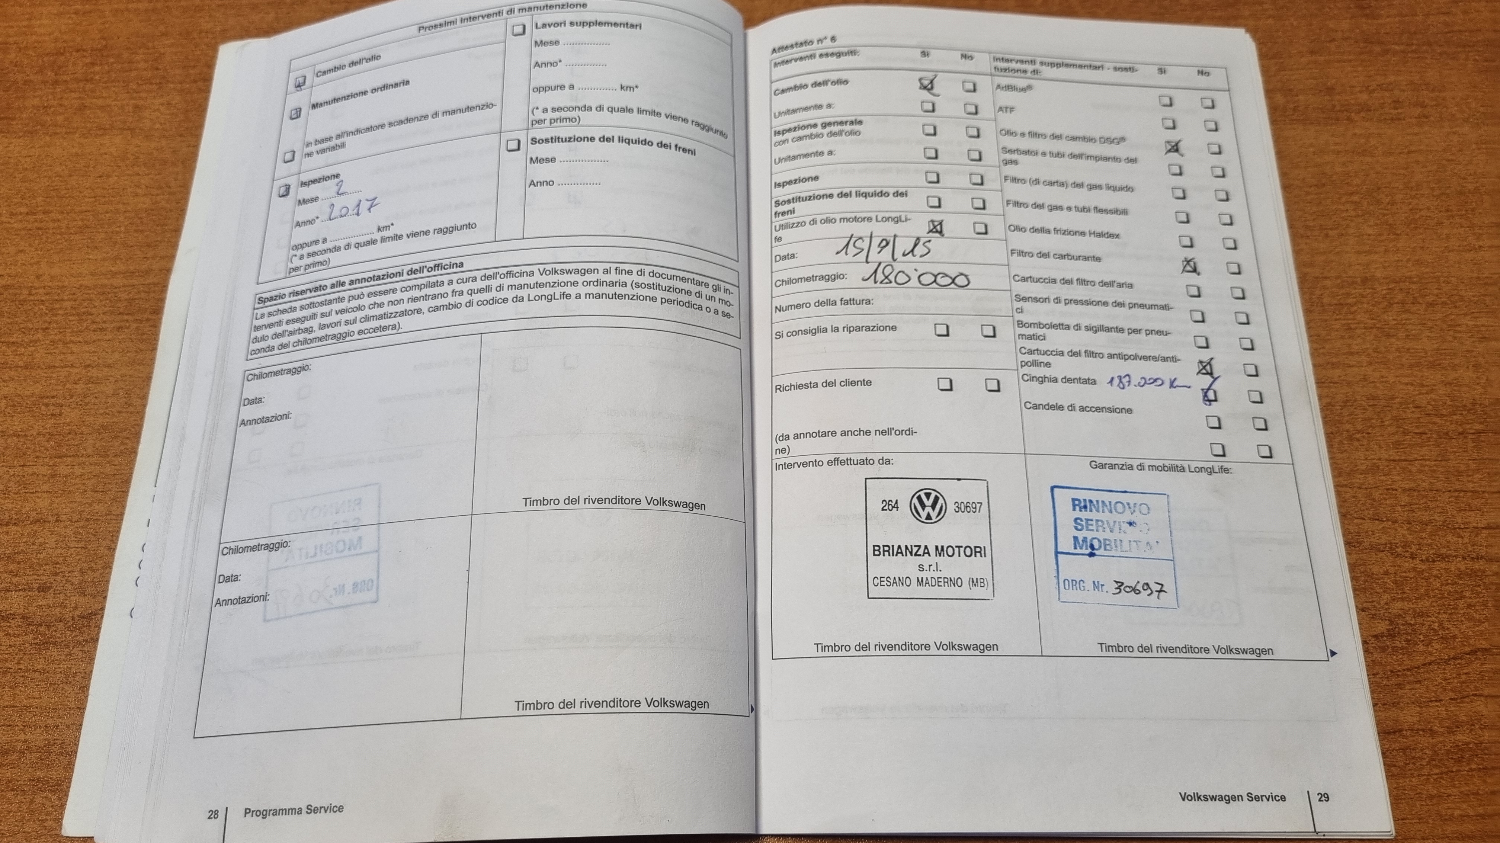 Prossimi interventi di manutenzione
Cambio dell'olio
Manutenzione ordinaria
in base all'indicatore scadenze di manutenzio-
ne variabili
Ispezione
Mese 2
Anno* 2017
oppure a .................. km*
(* a seconda di quale limite viene raggiunto
per primo)
Lavori supplementari
Mese ................
Anno* ..............
oppure a ............. km*
(* a seconda di quale limite viene raggiunto
per primo)
Sostituzione del liquido dei freni
Mese ................
Anno ..............
Spazio riservato alle annotazioni dell'officina
La scheda sottostante può essere compilata a cura dell'officina Volkswagen al fine di documentare gli in-
terventi eseguiti sul veicolo che non rientrano fra quelli di manutenzione ordinaria (sostituzione di un mo-
dulo dell'airbag, lavori sul climatizzatore, cambio di codice da LongLife a manutenzione periodica o a se-
conda del chilometraggio eccetera).
Chilometraggio:
Data:
Annotazioni:
Timbro del rivenditore Volkswagen
Chilometraggio:
Data:
Annotazioni:
Timbro del rivenditore Volkswagen
28 Programma Service
Attestato n° 6
Interventi eseguiti: Sì No
Cambio dell'olio
Unitamente a:
Ispezione generale
con cambio dell'olio
Unitamente a:
Ispezione
Sostituzione del liquido dei
freni
Utilizzo di olio motore LongLi-
fe
Data: 15/9/15
Chilometraggio: 180'000
Numero della fattura:
Si consiglia la riparazione
Richiesta del cliente
(da annotare anche nell'ordi-
ne)
Interventi supplementari - sosti-
tuzione di: Sì No
AdBlue®
ATF
Olio e filtro del cambio DSG®
Serbatoi e tubi dell'impianto del
gas
Filtro (di carta) del gas liquido
Filtro del gas e tubi flessibili
Olio della frizione Haldex
Filtro del carburante
Cartuccia del filtro dell'aria
Sensori di pressione dei pneumati-
ci
Bomboletta di sigillante per pneu-
matici
Cartuccia del filtro antipolvere/anti-
polline
Cinghia dentata 187.000 Km
Candele di accensione
Intervento effettuato da:
264 30697
BRIANZA MOTORI
s.r.l.
CESANO MADERNO (MB)
Timbro del rivenditore Volkswagen
Garanzia di mobilità LongLife:
RINNOVO
MOBILITA'
ORG. Nr. 30697
Timbro del rivenditore Volkswagen
Volkswagen Service 29